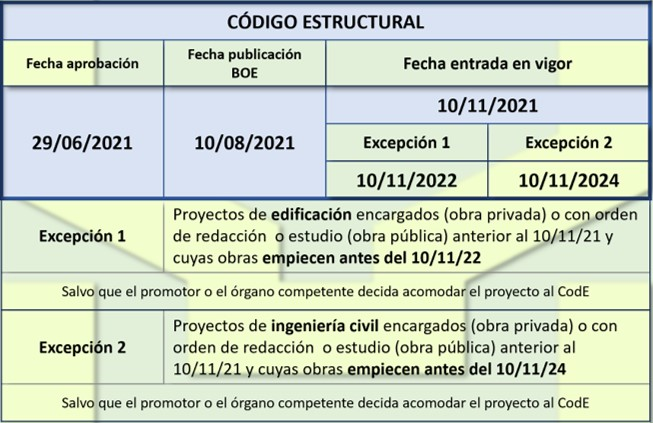 CÓDIGO ESTRUCTURAL
Fecha aprobación
Fecha publicación
BOE
Fecha entrada en vigor
29/06/2021
10/08/2021
10/11/2021
Excepción 1
Excepción 2
10/11/2022
10/11/2024
Excepción 1
Proyectos de edificación encargados (obra privada) o con orden
de redacción o estudio (obra pública) anterior al 10/11/21 y
cuyas obras empiecen antes del 10/11/22
Salvo que el promotor o el órgano competente decida acomodar el proyecto al CodE
Excepción 2
Proyectos de ingeniería civil encargados (obra privada) o con
orden de redacción o estudio (obra pública) anterior al
10/11/21 y cuyas obras empiecen antes del 10/11/24
Salvo que el promotor o el órgano competente decida acomodar el proyecto al CodE